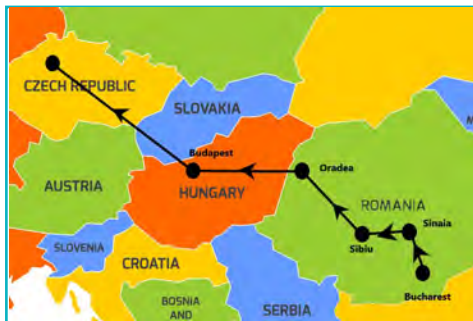 CZECH REPUBLIC
SLOVAKIA
Budapest
Oradea
AUSTRIA
HUNGARY
ROMANIA
Sinaia
Sibiu
SLOVENIA
CROATIA
Bucharest
BOSNIA
AND
SERBIA